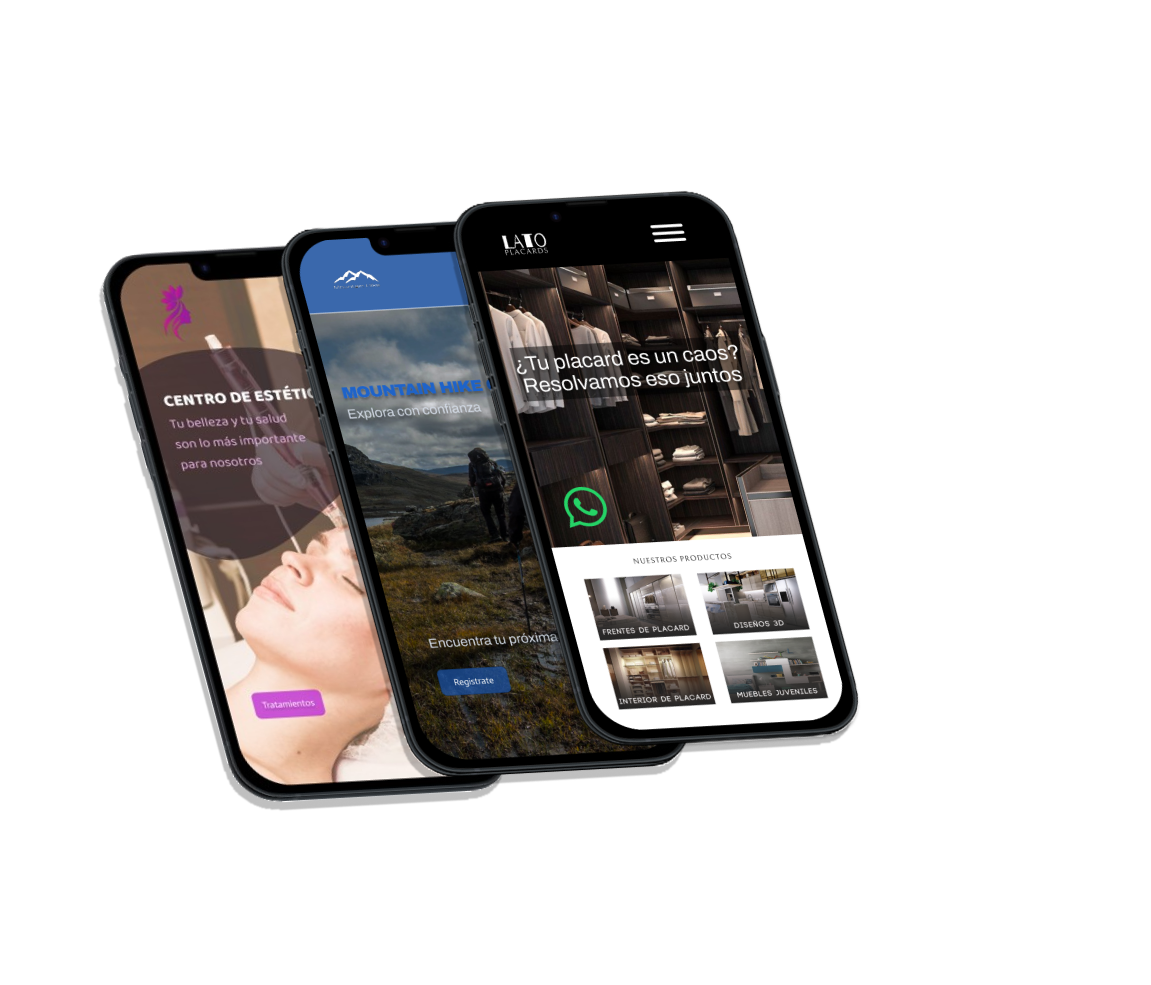 CENTRO DE ESTÉTIC
Tu belleza y tu salud
son lo más importante
para nosotros
Tratamientos
MOUNTAIN HIKE
Explora con confianza
Encuentra tu próxima
Registrate
LATO
PLACARDS
¿Tu placard es un caos?
Resolvamos eso juntos
NUESTROS PRODUCTOS
FRENTES DE PLACARD
DISEÑOS 3D
INTERIOR DE PLACARD
MUEBLES JUVENILES